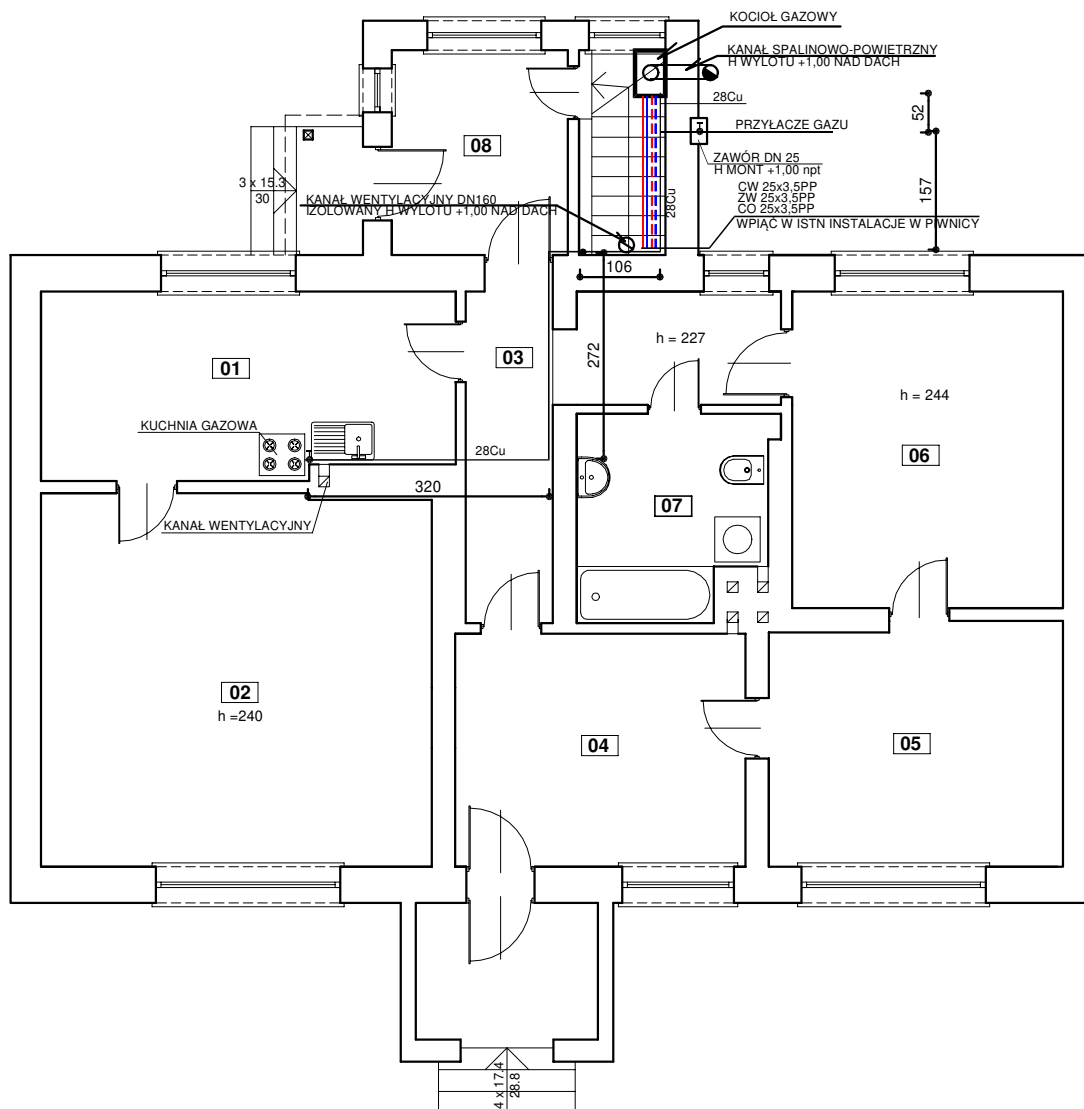 KOCIOŁ GAZOWY
KANAŁ SPALINOWO-POWIETRZNY
H WYLOTU +1,00 NAD DACH
28Cu
52
PRZYŁACZE GAZU
08
ZAWÓR DN 25
H MONT +1,00 npt
3 x 15.3
30
KANAŁ WENTYLACYJNY DN160
IZOLOWANY H WYLOTU +1,00 NAD DACH
28Cu
CW 25x3,5PP
ZW 25x3,5PP
CO 25x3,5PP
WPIĄĆ W ISTN INSTALACJE W PIWNICY
157
106
h = 227
272
03
01
h = 244
KUCHNIA GAZOWA
28Cu
06
320
07
KANAŁ WENTYLACYJNY
02
h =240
04
05
4 x 17.4
28.8